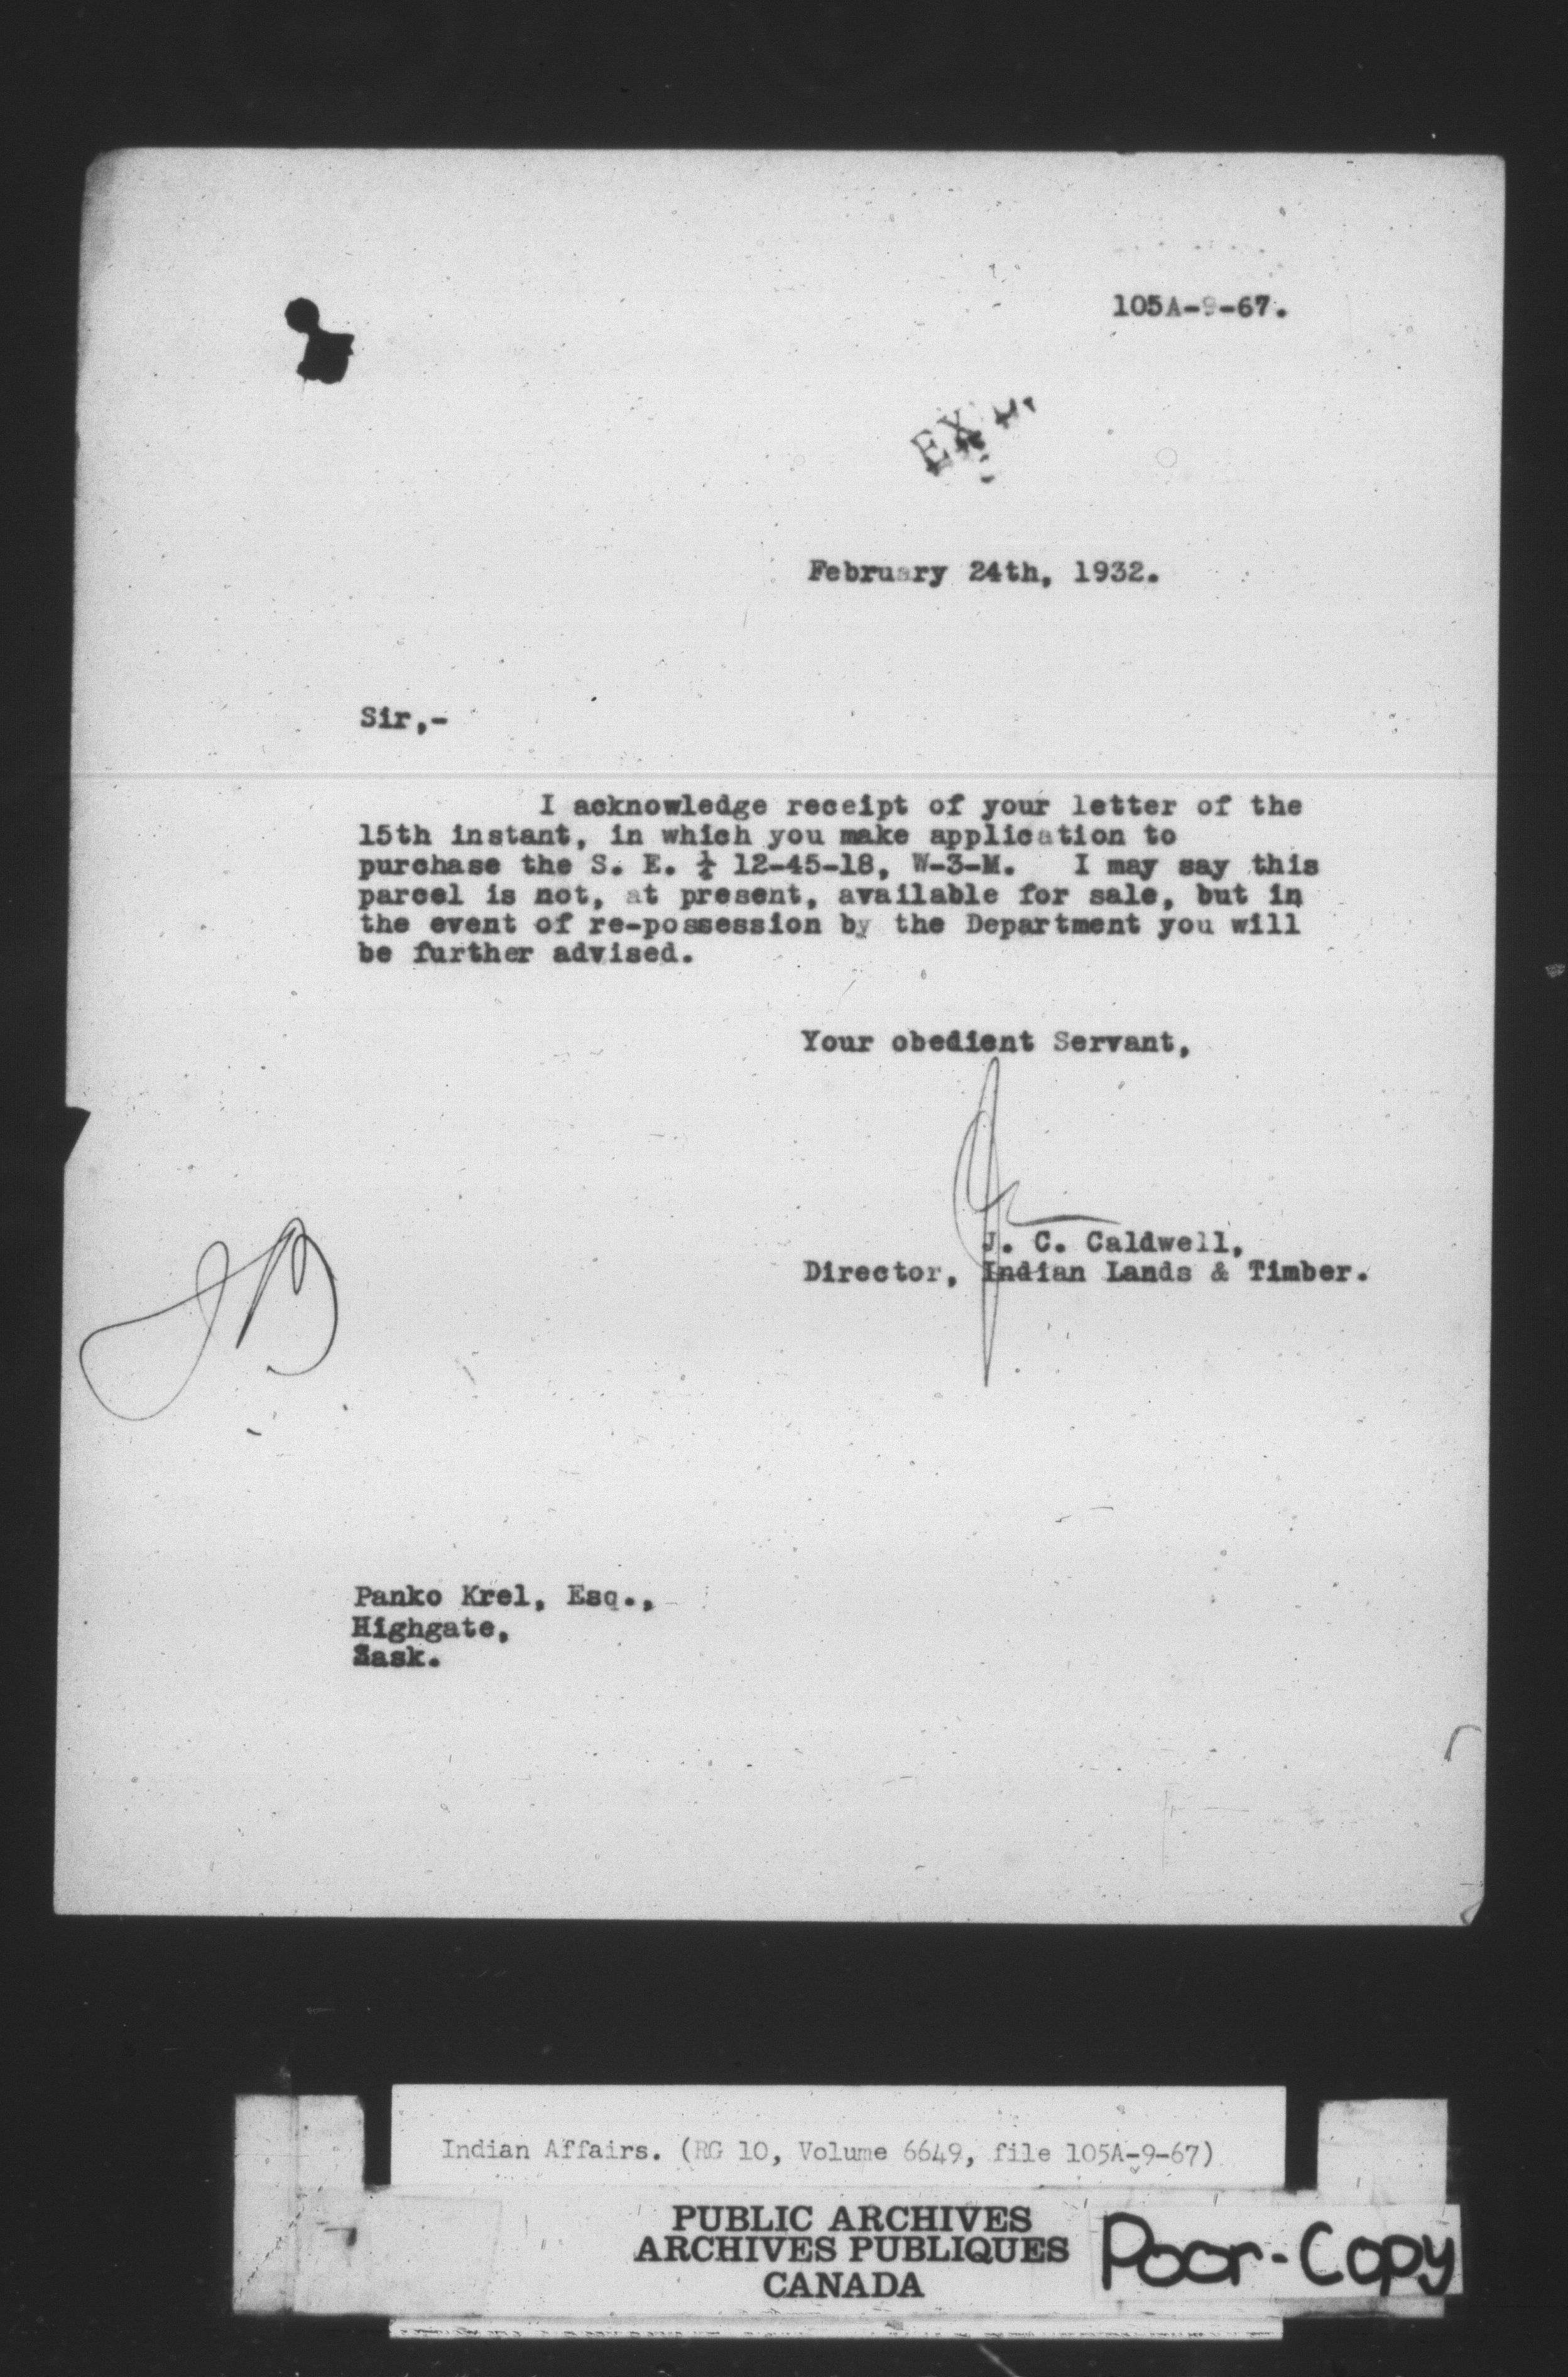 105A-9-67.
February 24th, 1932.
Sir,-
I acknowledge receipt of your letter of the
15th instant, in which you make application to
purchase the S. E. ¼ 12-45-18, W-3-M. I may say this
parcel is not, at present, available for sale, but in
the event of re-possession by the Department you will
be further advised.
Your obedient Servant,
J. C. Caldwell,
Director, Indian Lands & Timber.
Panko Krel, Esq.,
Highgate,
Sask.
Indian Affairs. (RG 10, Volume 6649, file 105A-9-67)
PUBLIC ARCHIVES
ARCHIVES PUBLIQUES
CANADA
Poor-Copy